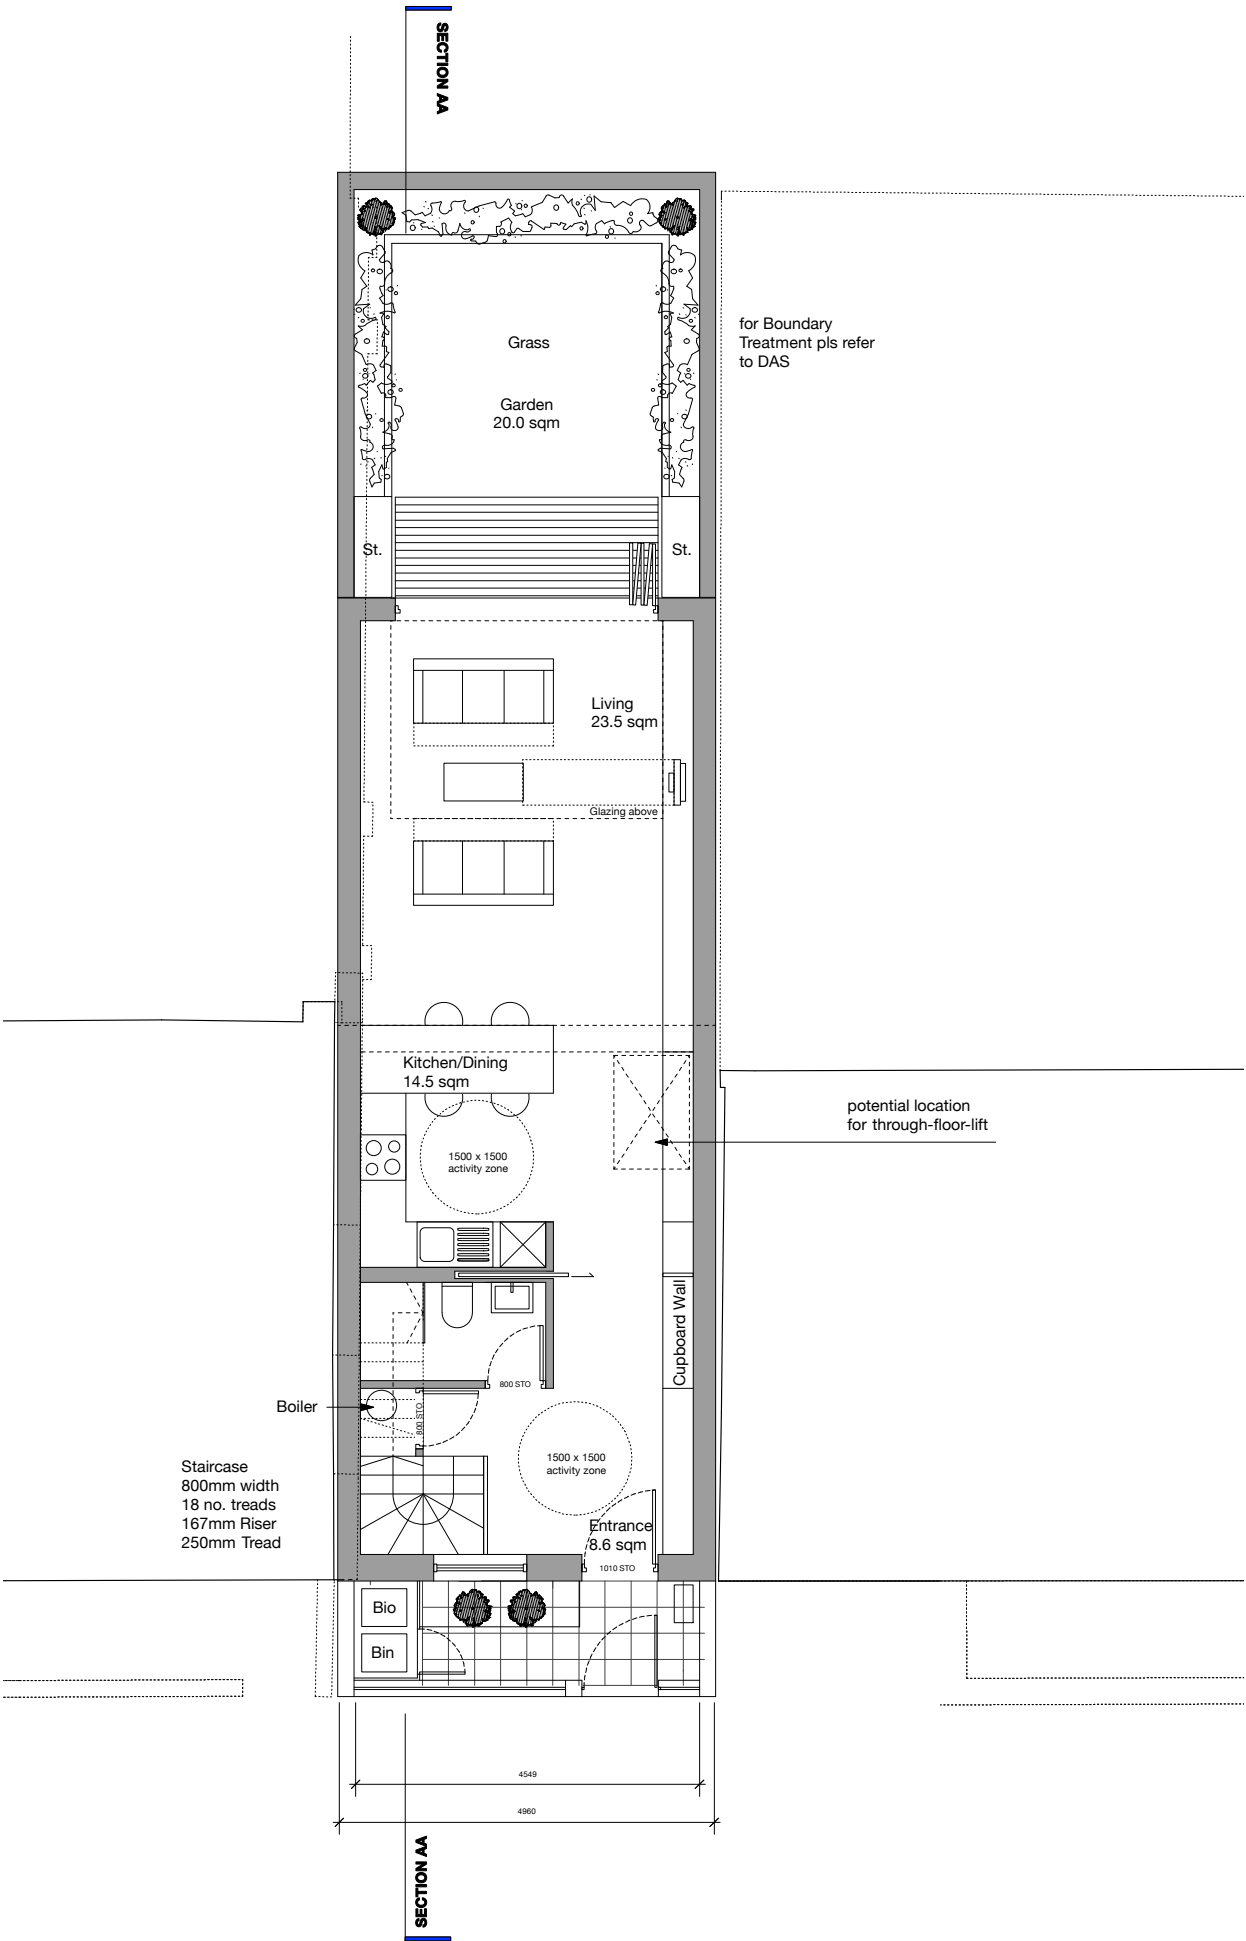 SECTION AA
for Boundary
Treatment pls refer
to DAS
Grass
Garden
20.0 sqm
St.
St.
Living
23.5 sqm
Glazing above
Kitchen/Dining
14.5 sqm
potential location
for through-floor-lift
1500 x 1500
activity zone
Cupboard Wall
800 STO
Boiler
800 STO
1500 x 1500
activity zone
Staircase
800mm width
18 no. treads
167mm Riser
250mm Tread
Entrance
8.6 sqm
1010 STO
Bio
Bin
4549
4960
SECTION AA